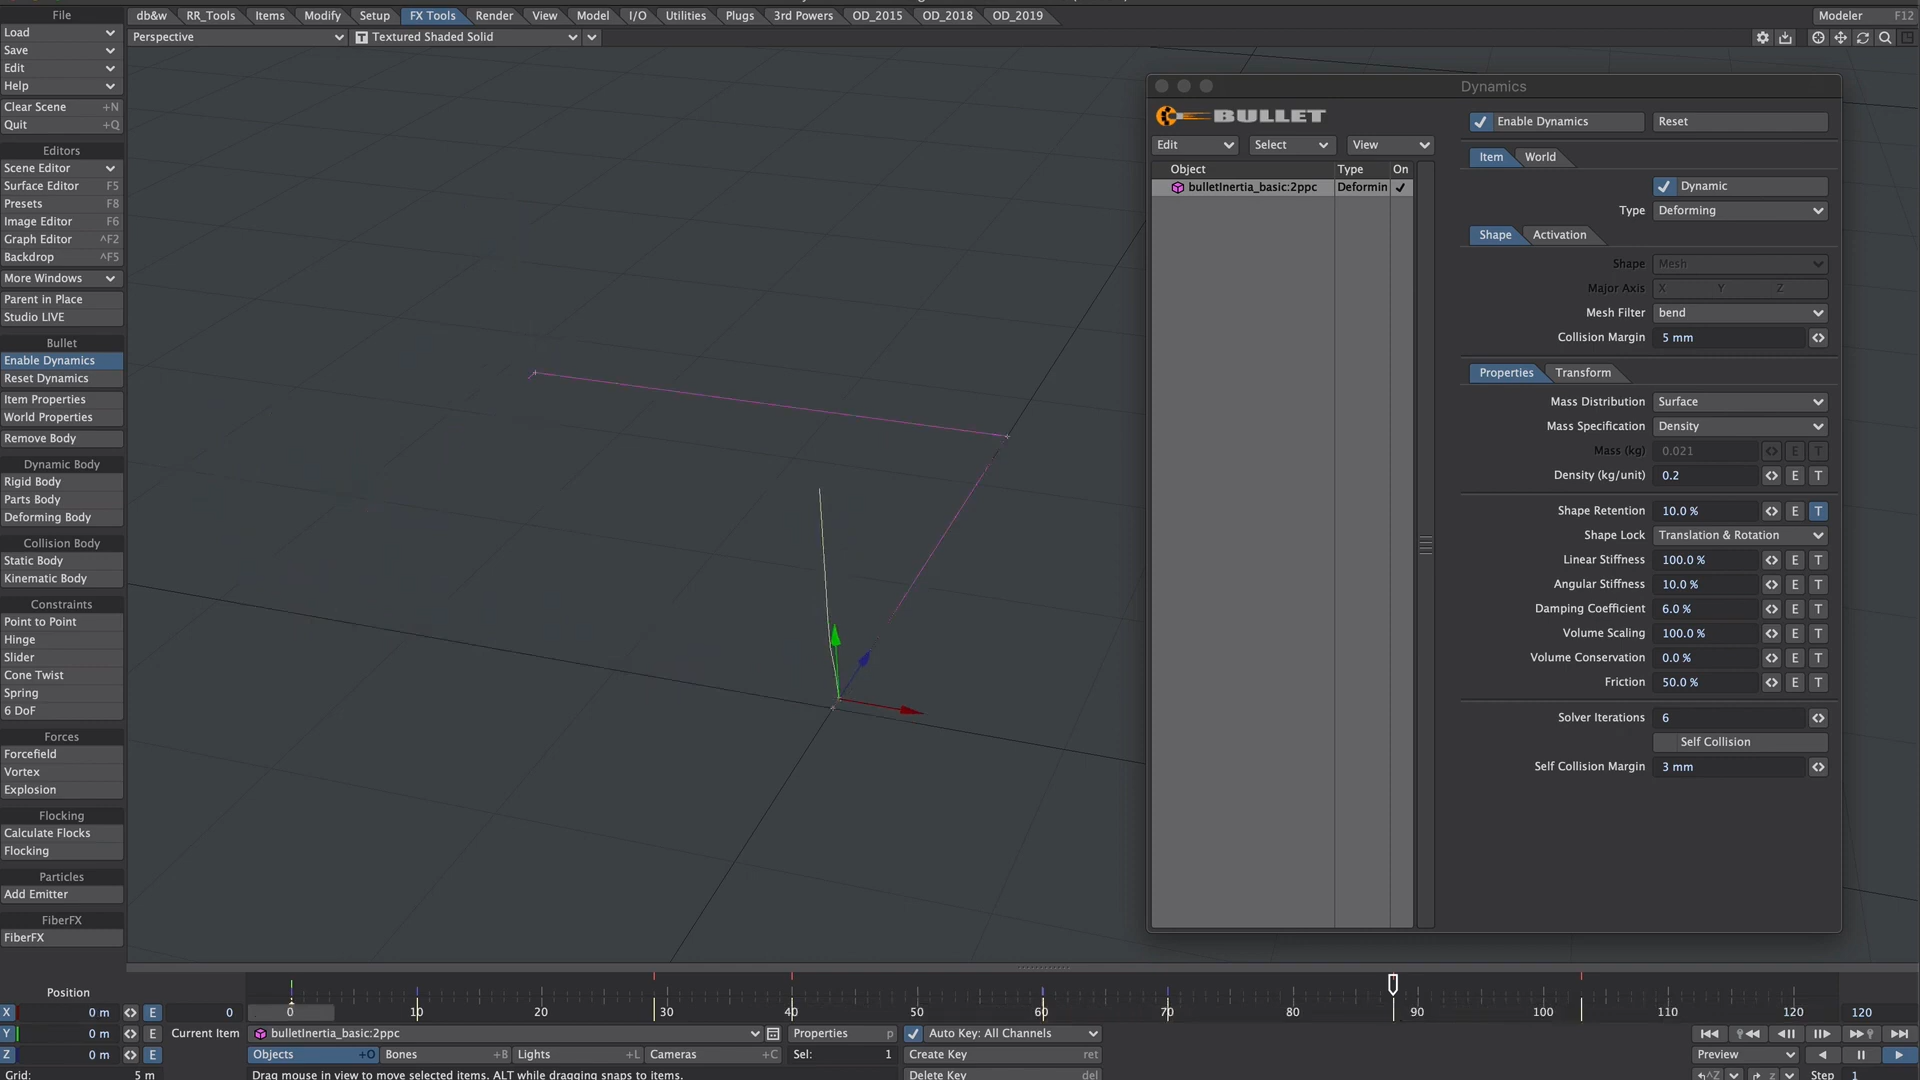 File
db&w RR_Tools Items Modify Setup FX Tools Render View Model I/O Utilities Plugs 3rd Powers OD_2015 OD_2018 OD_2019 Modeler F12
Load
Perspective Textured Shaded Solid
Save
Edit
Help
Clear Scene +N
Quit +Q
Editors
Scene Editor
Surface Editor F5
Presets F8
Image Editor F6
Graph Editor ^F2
Backdrop ^F5
More Windows
Parent in Place
Studio LIVE
Bullet
Enable Dynamics
Reset Dynamics
Item Properties
World Properties
Remove Body
Dynamic Body
Rigid Body
Parts Body
Deforming Body
Collision Body
Static Body
Kinematic Body
Constraints
Point to Point
Hinge
Slider
Cone Twist
Spring
6 DoF
Forces
Forcefield
Vortex
Explosion
Flocking
Calculate Flocks
Flocking
Particles
Add Emitter
FiberFX
FiberFX
Dynamics
BULLET
Edit Select View
Object Type On
bulletInertia_basic:2ppc Deformin
Enable Dynamics Reset
Item World
Dynamic
Type Deforming
Shape Activation
Shape Mesh
Major Axis X Y Z
Mesh Filter bend
Collision Margin 5 mm
Properties Transform
Mass Distribution Surface
Mass Specification Density
Mass (kg) 0.021 E T
Density (kg/unit) 0.2 E T
Shape Retention 10.0 % E T
Shape Lock Translation & Rotation
Linear Stiffness 100.0 % E T
Angular Stiffness 10.0 % E T
Damping Coefficient 6.0 % E T
Volume Scaling 100.0 % E T
Volume Conservation 0.0 % E T
Friction 50.0 % E T
Solver Iterations 6
Self Collision
Self Collision Margin 3 mm
Position
X 0 m E 0 0 10 20 30 40 50 60 70 80 90 100 110 120 120
Y 0 m E Current Item bulletInertia_basic:2ppc Properties p Auto Key: All Channels
Z 0 m E Objects +O Bones +B Lights +L Cameras +C Sel: 1 Create Key ret Preview
Grid: 5 m Drag mouse in view to move selected items. ALT while dragging snaps to items. Delete Key del ^Z z Step 1